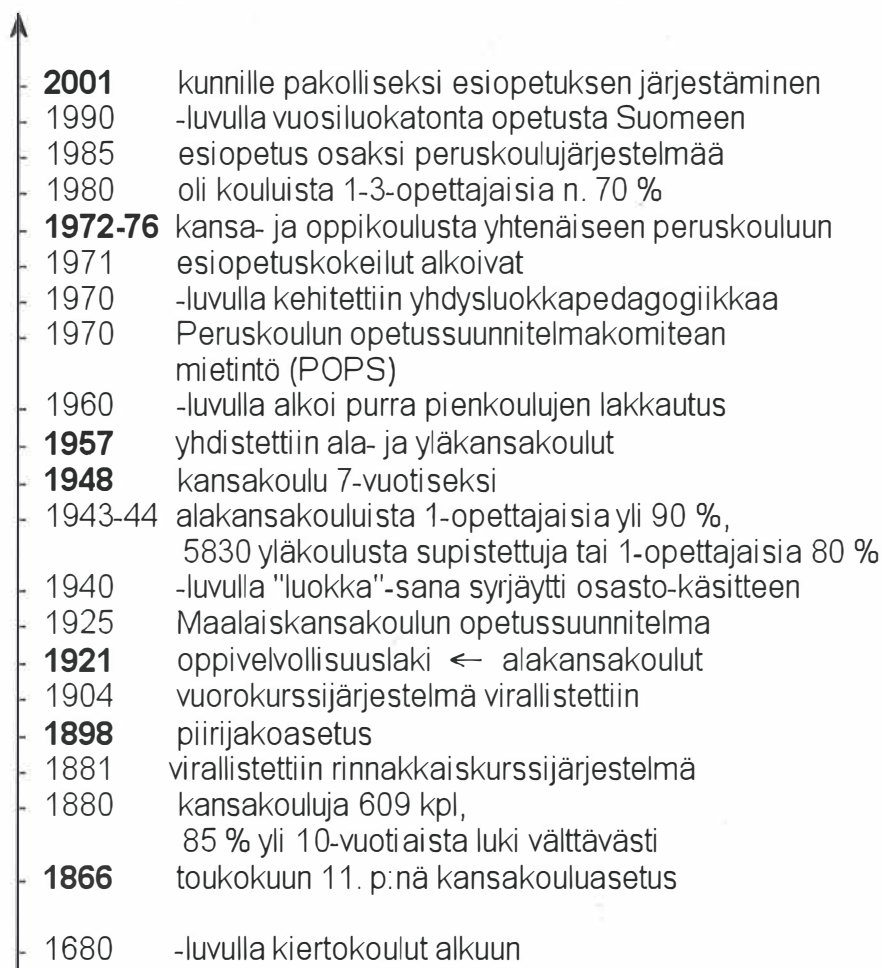 2001 kunnille pakolliseksi esiopetuksen järjestäminen
1990 -luvulla vuosiluokatonta opetusta Suomeen
1985 esiopetus osaksi peruskoulujärjestelmää
1980 oli kouluista 1-3-opettajaisia n. 70 %
1972-76 kansa- ja oppikoulusta yhtenäiseen peruskouluun
1971 esiopetuskokeilut alkoivat
1970 -luvulla kehitettiin yhdysluokkapedagogiikkaa
1970 Peruskoulun opetussuunnitelmakomitean
mietintö (POPS)
1960 -luvulla alkoi purra pienkoulujen lakkautus
1957 yhdistettiin ala- ja yläkansakoulut
1948 kansakoulu 7-vuotiseksi
1943-44 alakansakouluista 1-opettajaisia yli 90 %,
5830 yläkoulusta supistettuja tai 1-opettajaisia 80 %
1940 -luvulla "luokka"-sana syrjäytti osasto-käsitteen
1925 Maalaiskansakoulun opetussuunnitelma
1921 oppivelvollisuuslaki ← alakansakoulut
1904 vuorokurssijärjestelmä virallistettiin
1898 piirijakoasetus
1881 virallistettiin rinnakkaiskurssijärjestelmä
1880 kansakouluja 609 kpl,
85 % yli 10-vuotiaista luki välttävästi
1866 toukokuun 11. p:nä kansakouluasetus
1680 -luvulla kiertokoulut alkuun